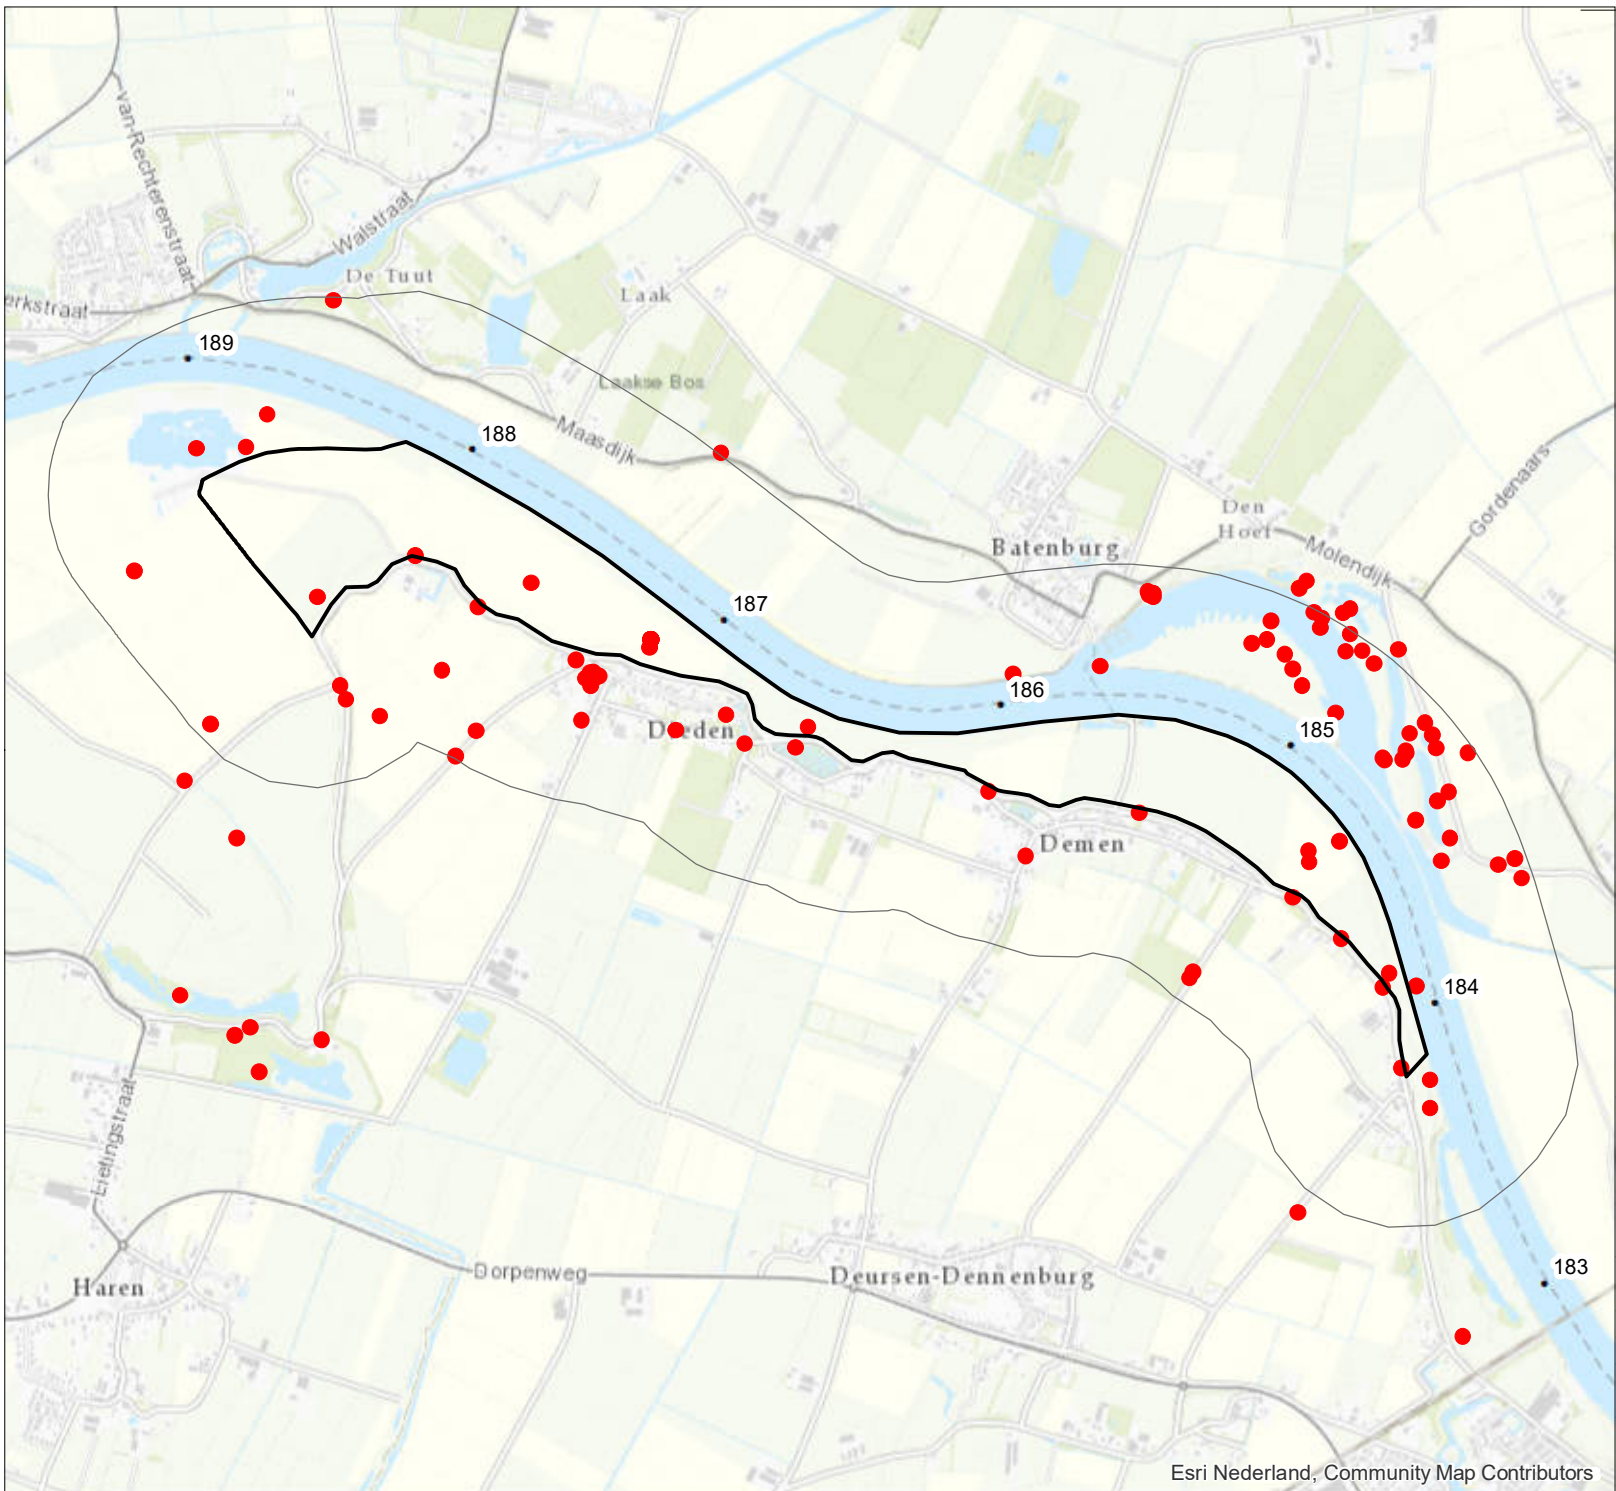 van-Rechterenstraat
Walstraat
De Tuut
Laak
erkstraat
189
Laakse Bos
188
Maasdijk
Gordenaars
Den
Hoef
Batenburg
Molendijk
187
186
185
Demen
184
Lietingstraat
183
Dorpenweg
Deursen-Dennenburg
Haren
Esri Nederland, Community Map Contributors